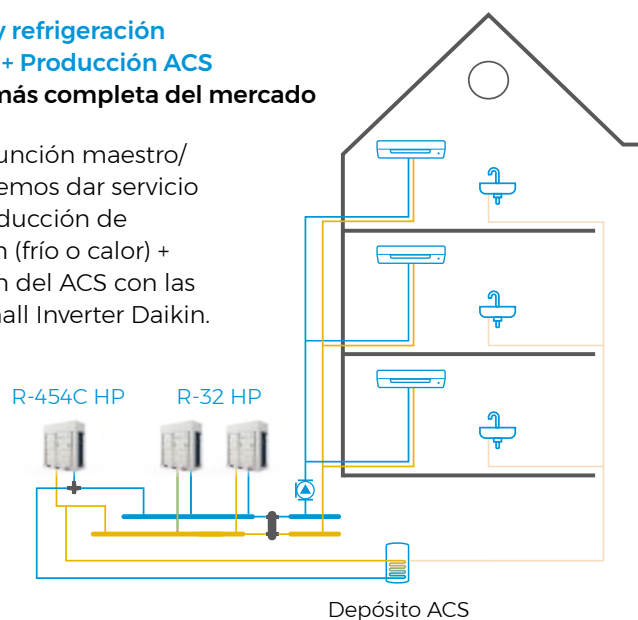 y refrigeración
+ Producción ACS
más completa del mercado
unción maestro/
emos dar servicio
ducción de
n (frío o calor) +
n del ACS con las
all Inverter Daikin.
R-454C HP
R-32 HP
Depósito ACS